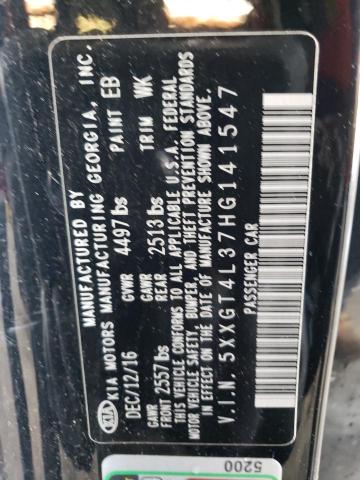 MANUFACTURED BY
KIA KIA MOTORS MANUFACTURING GEORGIA, INC.
DEC/12/16 GVWR 4497 lbs PAINT EB
GAWR FRONT 2557 lbs GAWR REAR 2513 lbs TRIM WK
THIS VEHICLE CONFORMS TO ALL APPLICABLE U.S.A. FEDERAL
MOTOR VEHICLE SAFETY, BUMPER, AND THEFT PREVENTION STANDARDS
IN EFFECT ON THE DATE OF MANUFACTURE SHOWN ABOVE.
V.I.N. 5XXGT4L37HG141547
PASSENGER CAR
5200